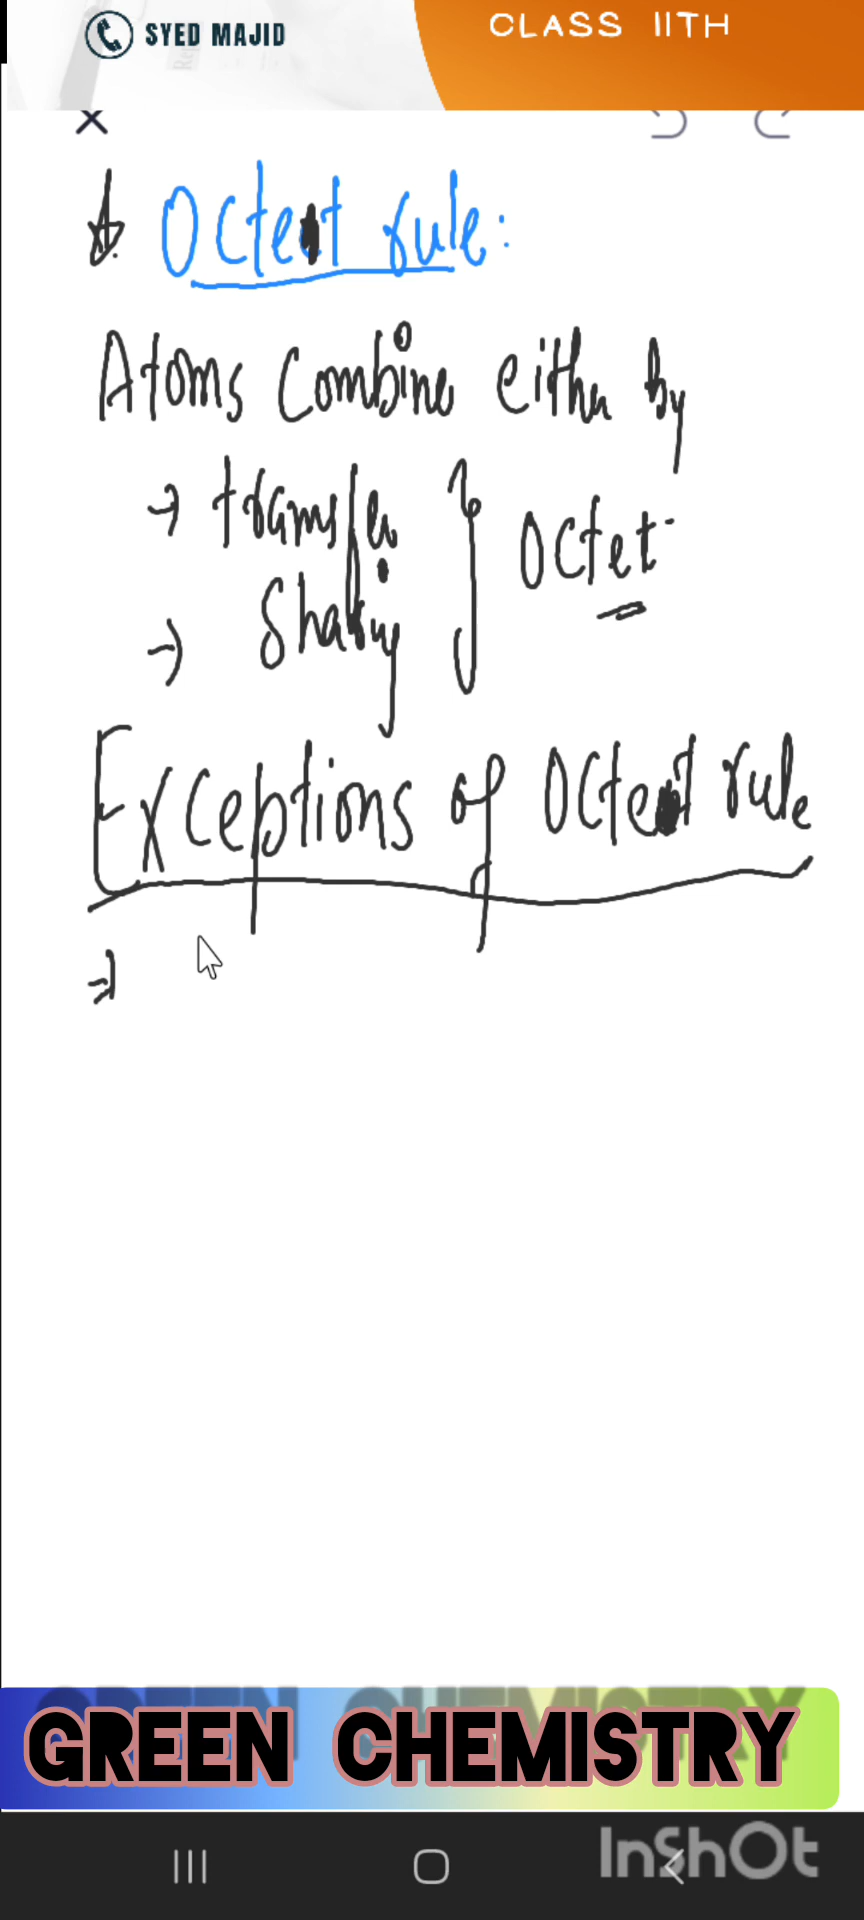 SYED MAJID
CLASS 11TH
Octet rule:
Atoms combine either by
→ transfer
octet
→ Sharing
Exceptions of octet rule
⇒
GREEN CHEMISTRY
InShOt